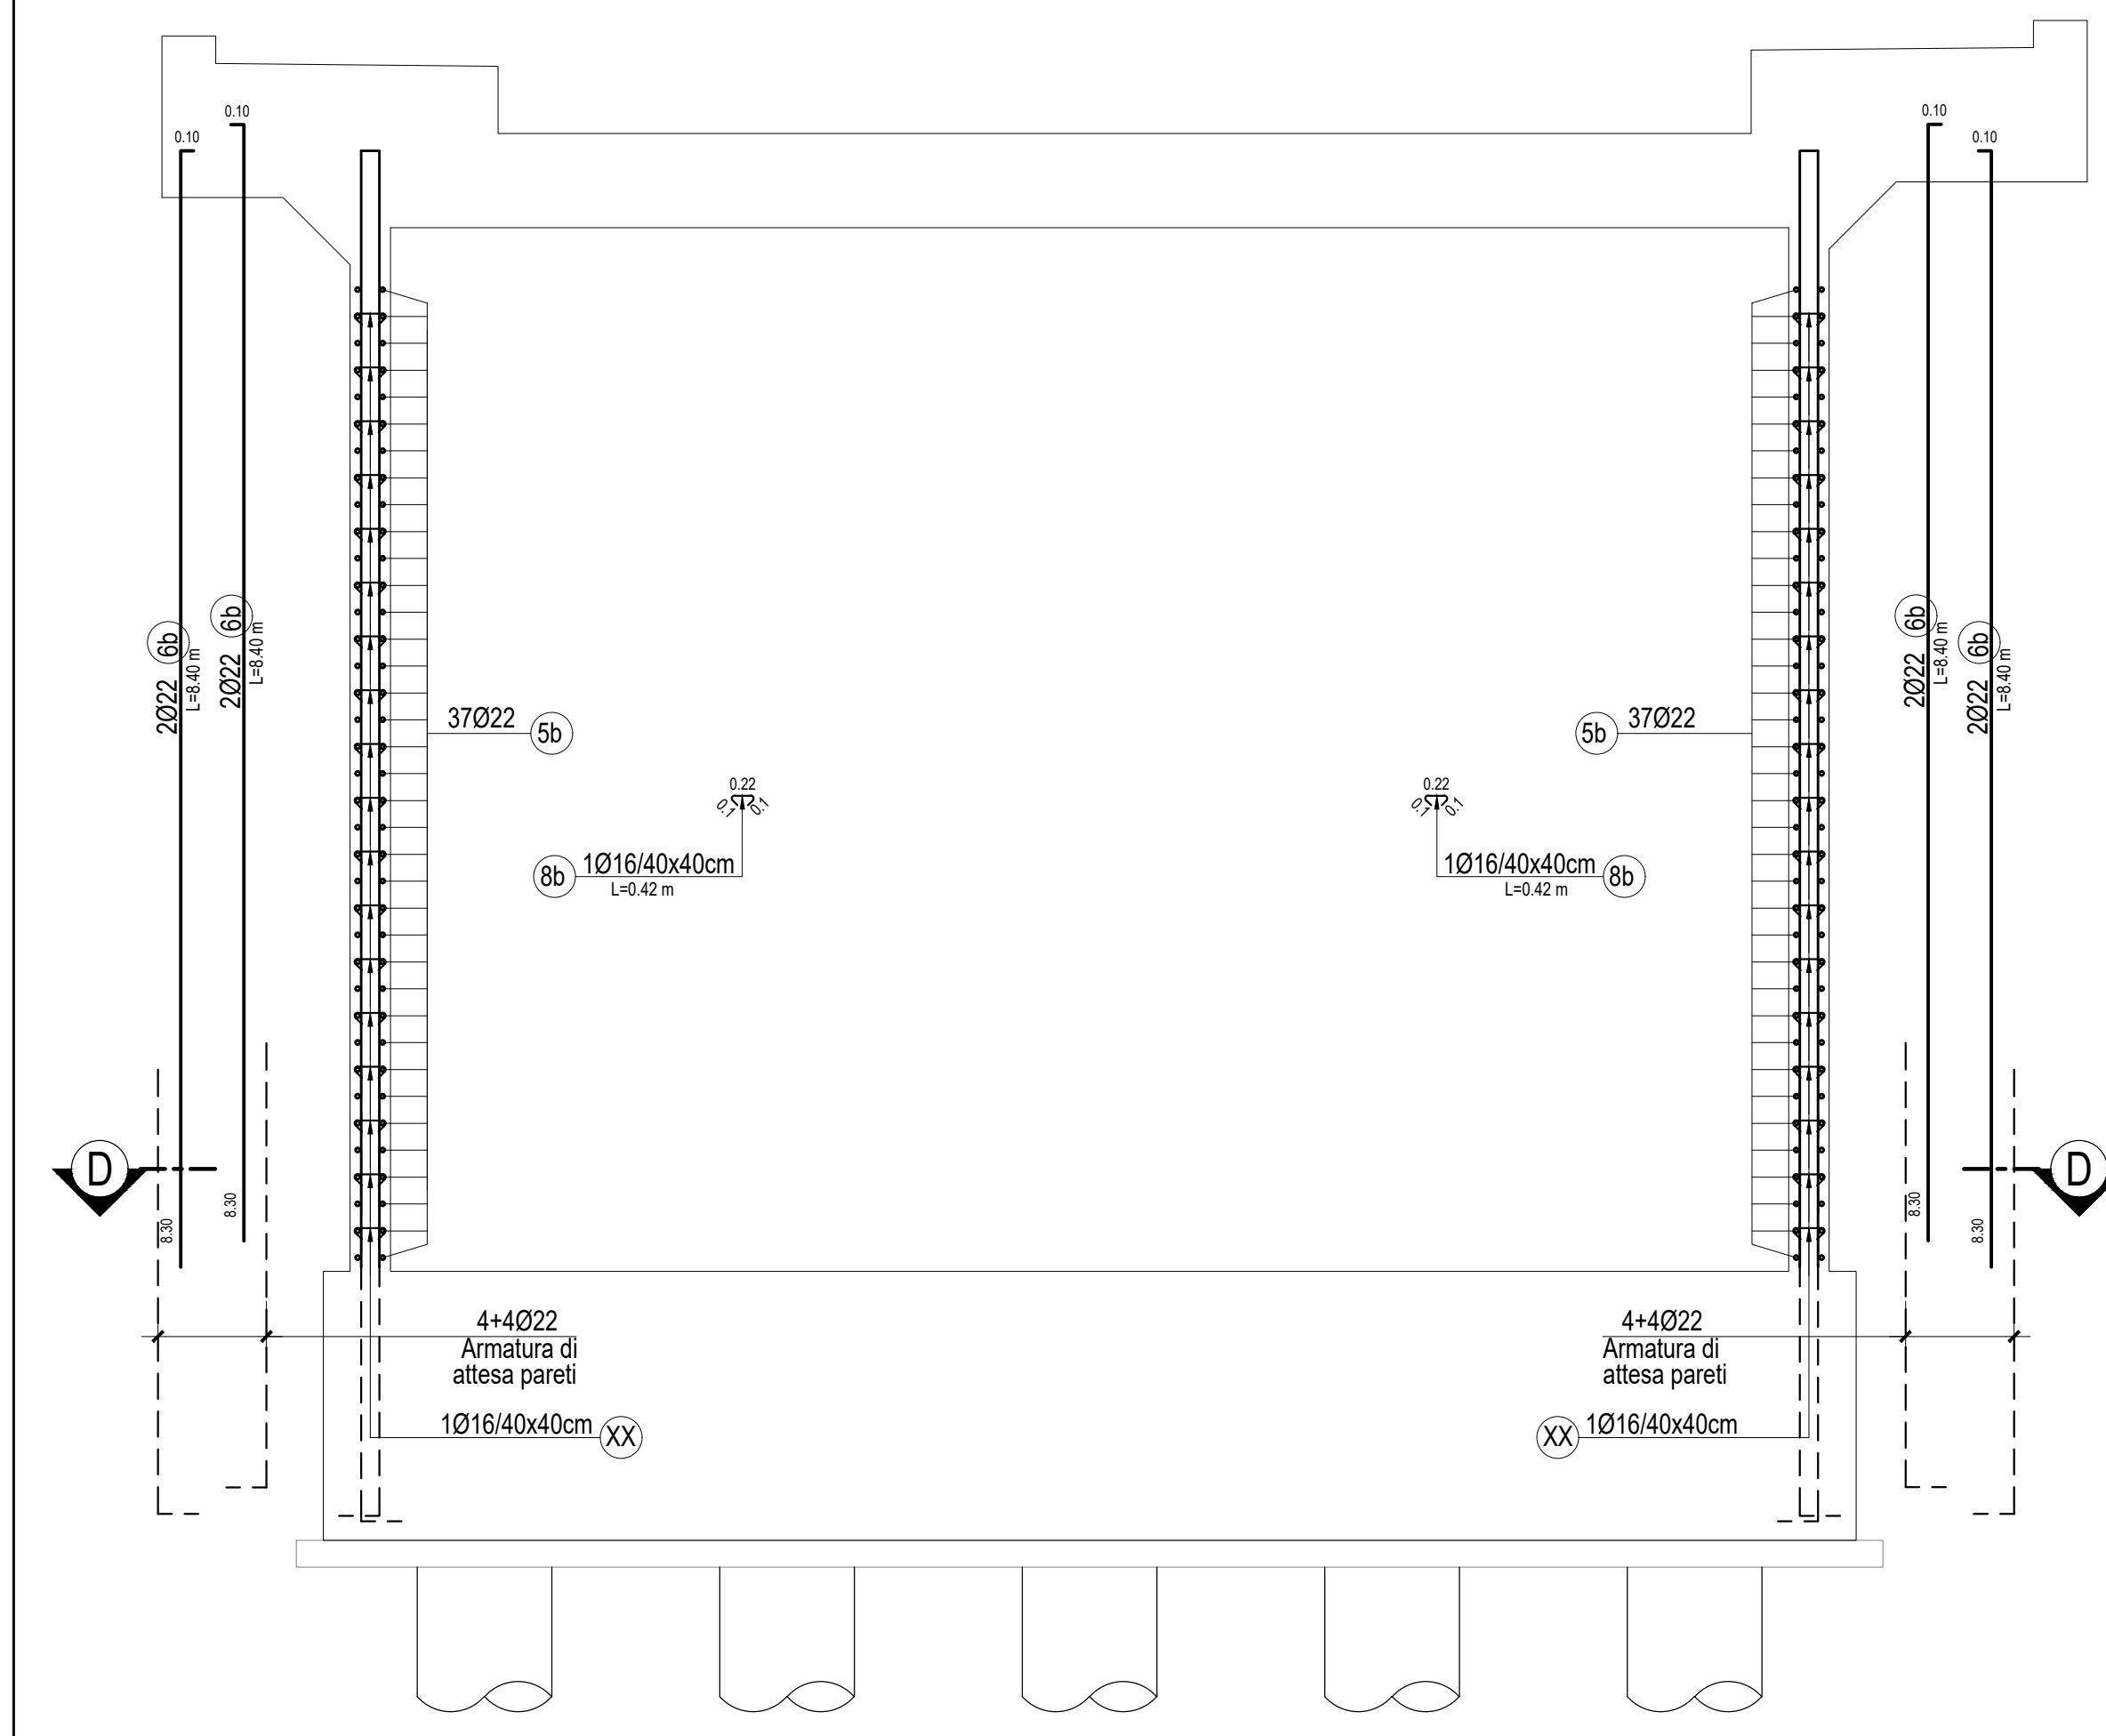 0.10
0.10
0.10
0.10
6b
2Ø22
L=8.40 m
6b
2Ø22
L=8.40 m
6b
2Ø22
L=8.40 m
6b
2Ø22
L=8.40 m
37Ø22 5b
5b 37Ø22
0.22
0.1 0.1
8b 1Ø16/40x40cm
L=0.42 m
0.22
0.1 0.1
1Ø16/40x40cm 8b
L=0.42 m
D
D
8.30
8.30
8.30
8.30
4+4Ø22
Armatura di
attesa pareti
4+4Ø22
Armatura di
attesa pareti
1Ø16/40x40cm XX
XX 1Ø16/40x40cm